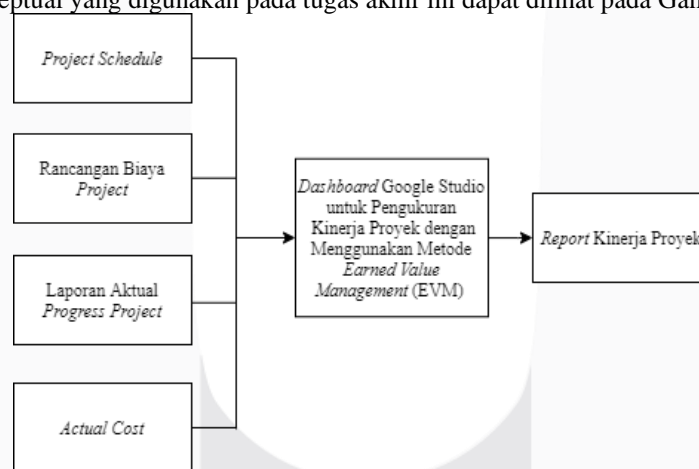 eptual yang digunakan pada tugas akhir ini dapat dilihat pada Gam
Project Schedule
Rancangan Biaya
Project
Laporan Aktual
Progress Project
Actual Cost
Dashboard Google Studio
untuk Pengukuran
Kinerja Proyek dengan
Menggunakan Metode
Earned Value
Management (EVM)
Report Kinerja Proyek